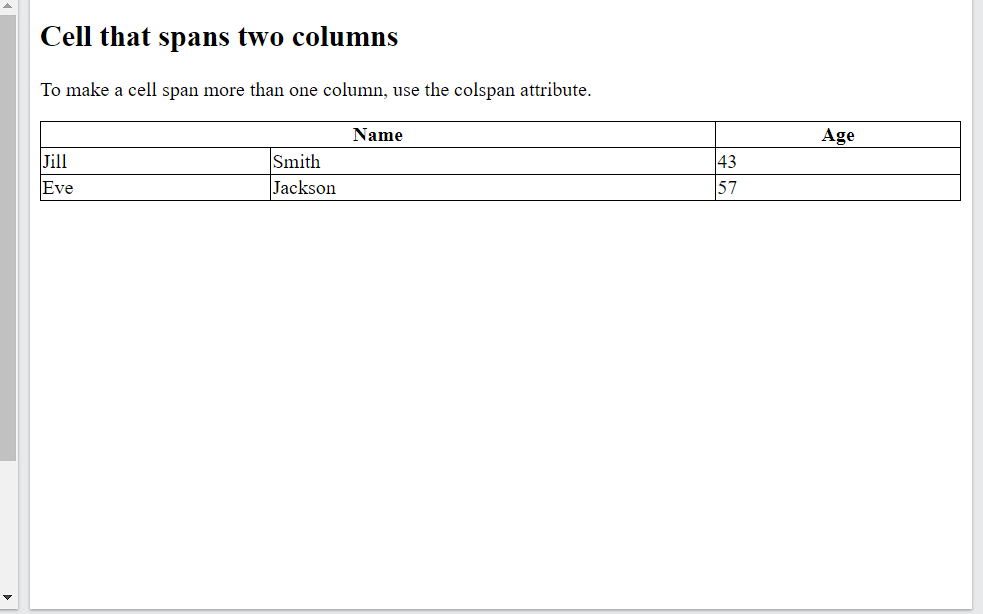 Cell that spans two columns
To make a cell span more than one column, use the colspan attribute.
Name Age
Jill Smith 43
Eve Jackson 57